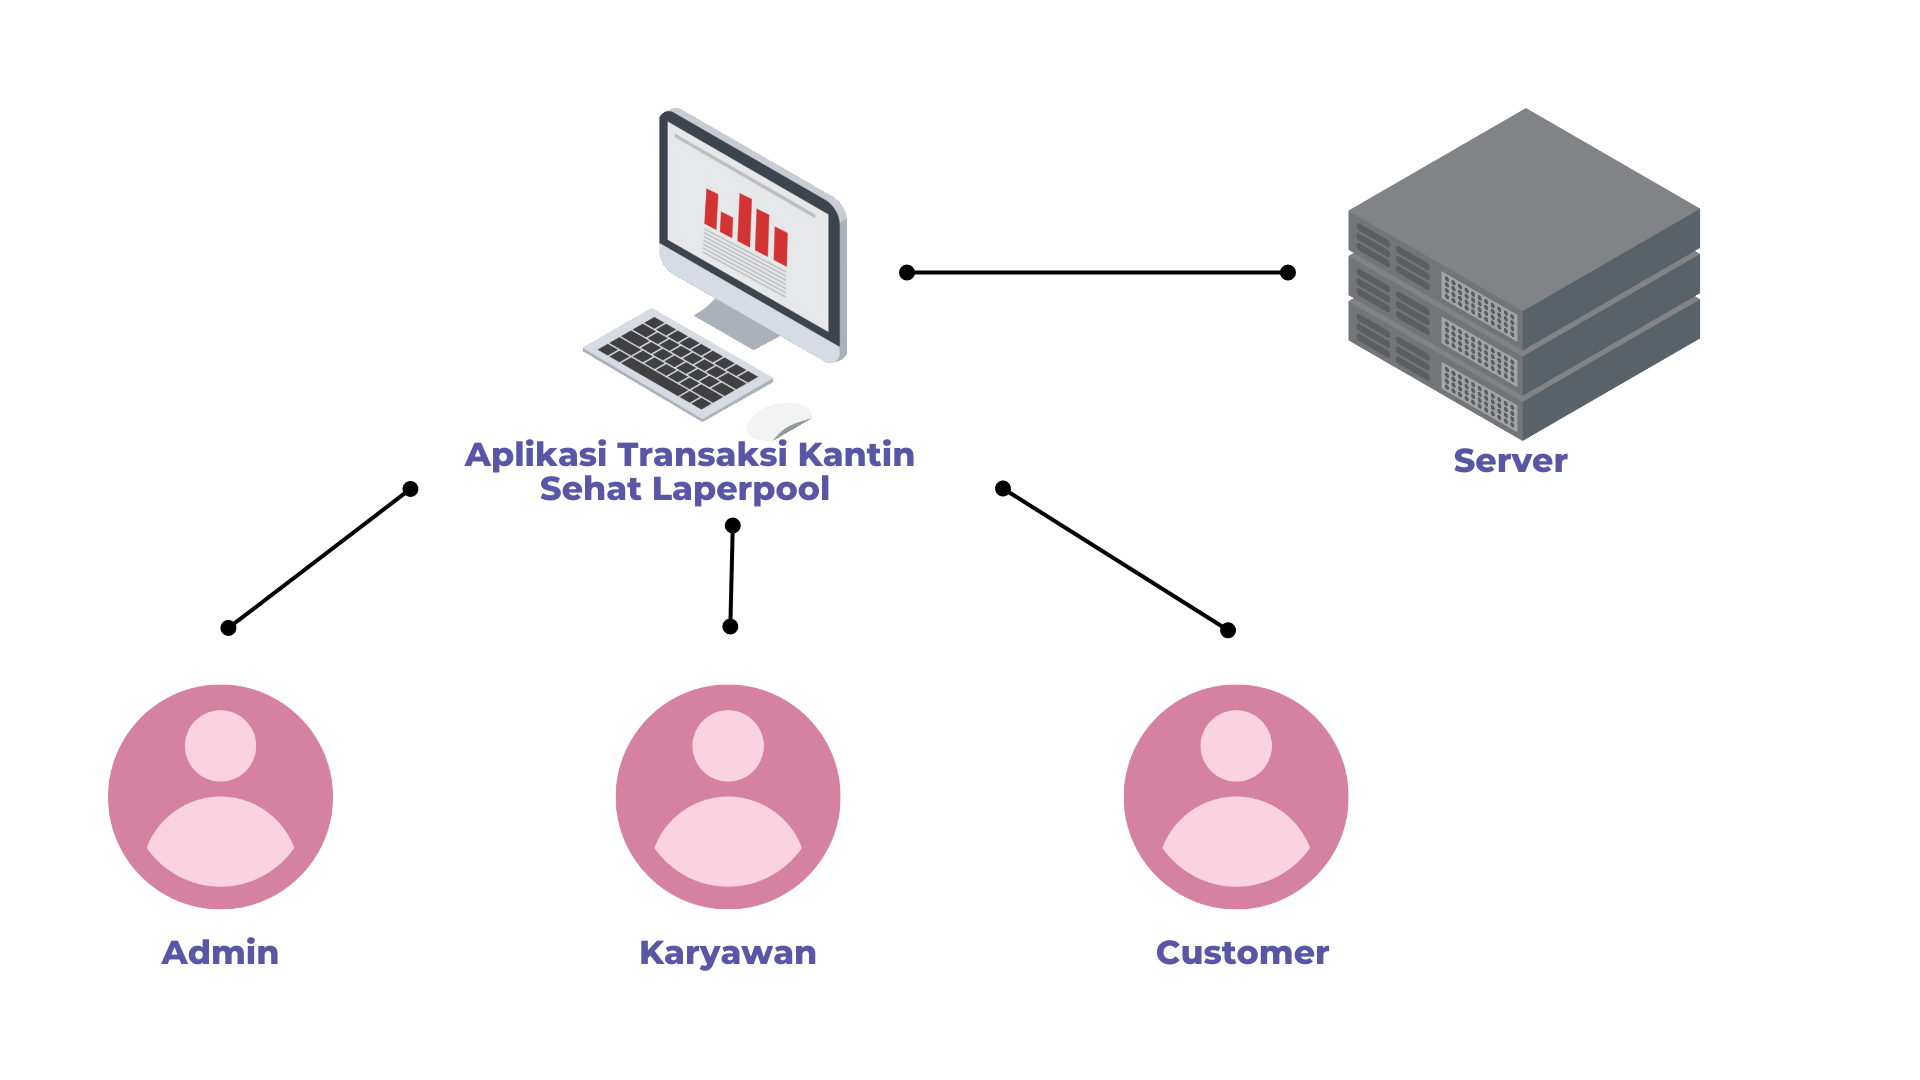 Aplikasi Transaksi Kantin
Sehat Laperpool
Server
Admin
Karyawan
Customer